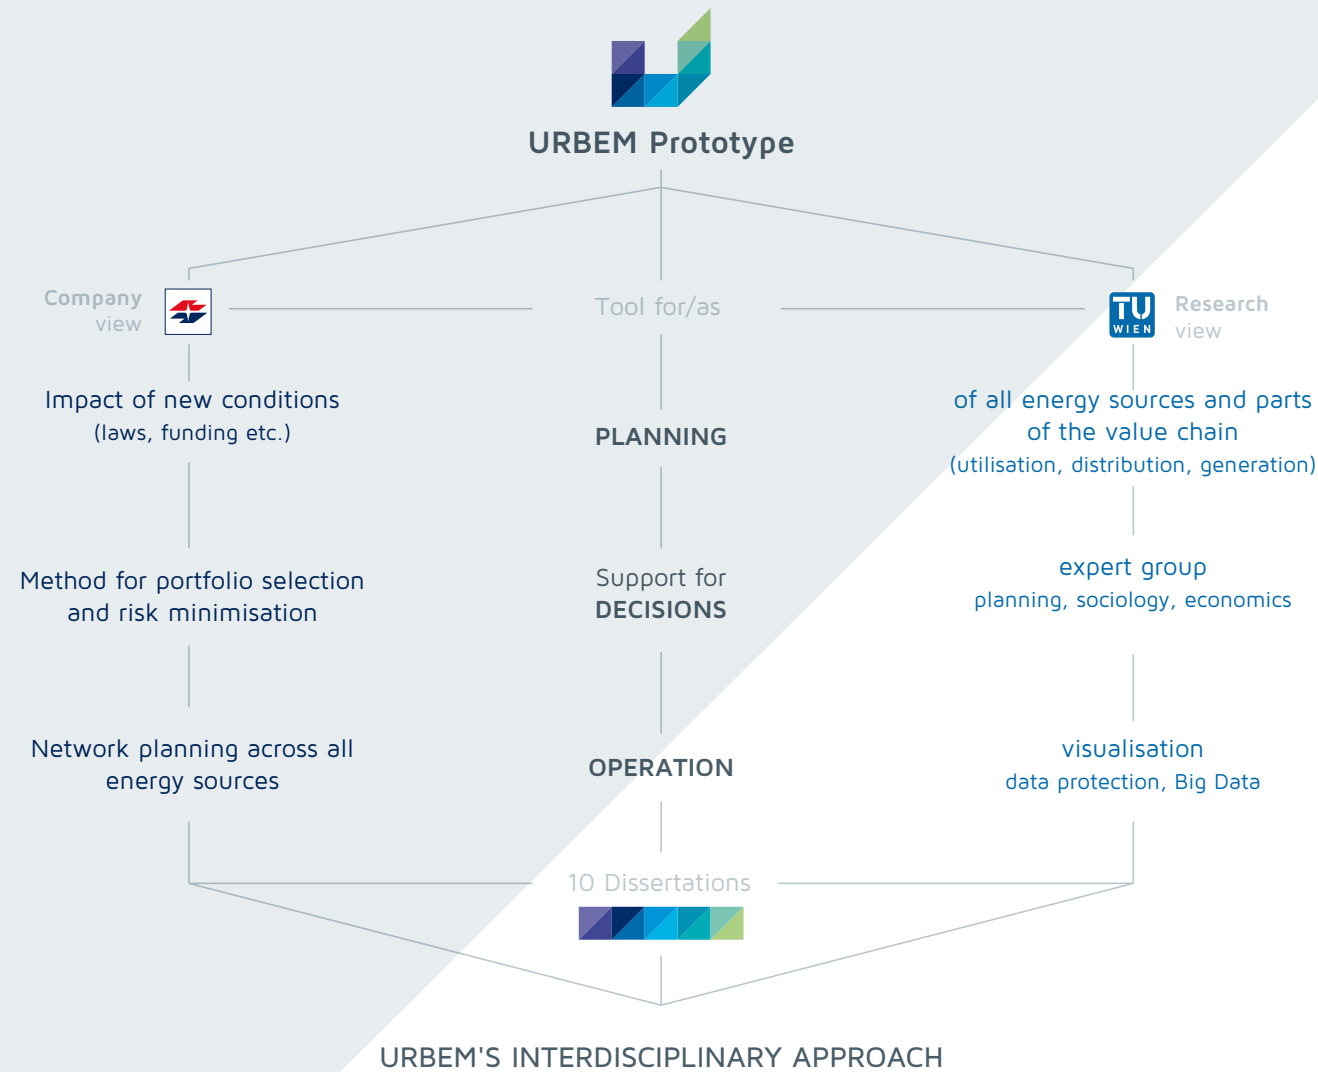 URBEM Prototype
Company
view
Tool for/as
TU
WIEN
Research
view
Impact of new conditions
(laws, funding etc.)
PLANNING
of all energy sources and parts
of the value chain
(utilisation, distribution, generation)
Method for portfolio selection
and risk minimisation
Support for
DECISIONS
expert group
planning, sociology, economics
Network planning across all
energy sources
OPERATION
visualisation
data protection, Big Data
10 Dissertations
URBEM'S INTERDISCIPLINARY APPROACH